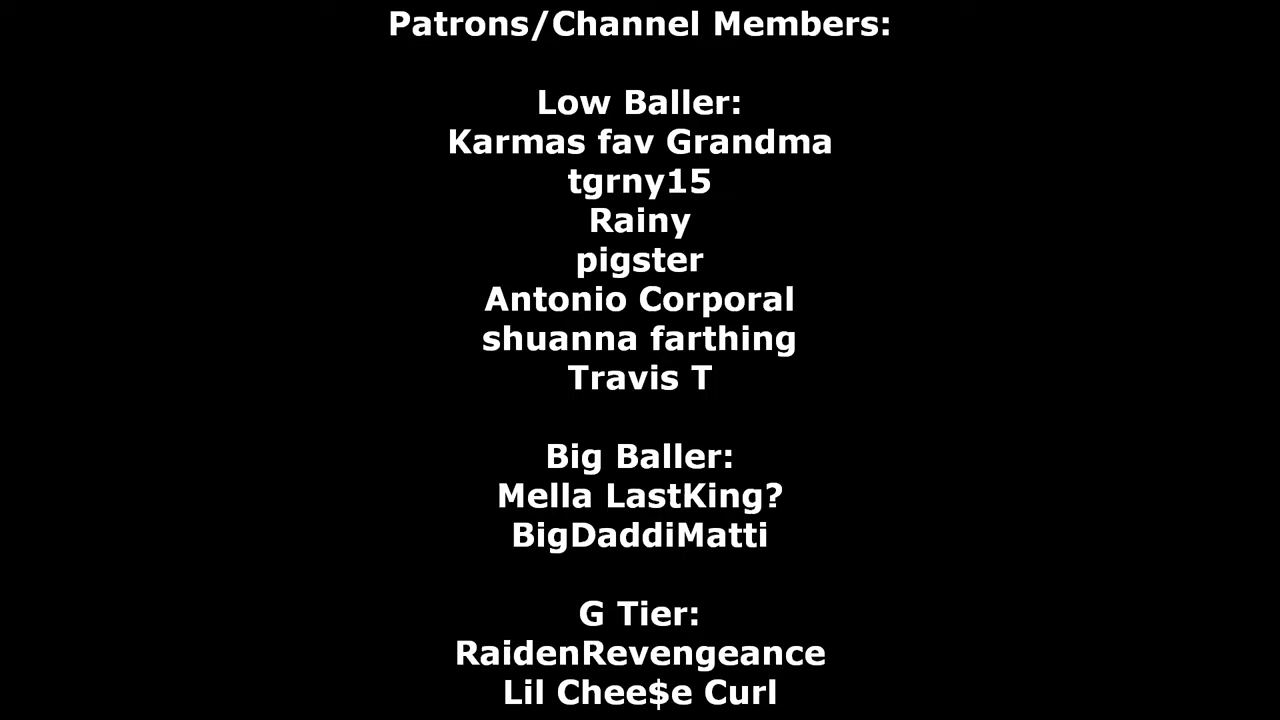 Patrons/Channel Members:
Low Baller:
Karmas fav Grandma
tgrny15
Rainy
pigster
Antonio Corporal
shuanna farthing
Travis T
Big Baller:
Mella LastKing?
BigDaddiMatti
G Tier:
RaidenRevengeance
Lil Chee$e Curl